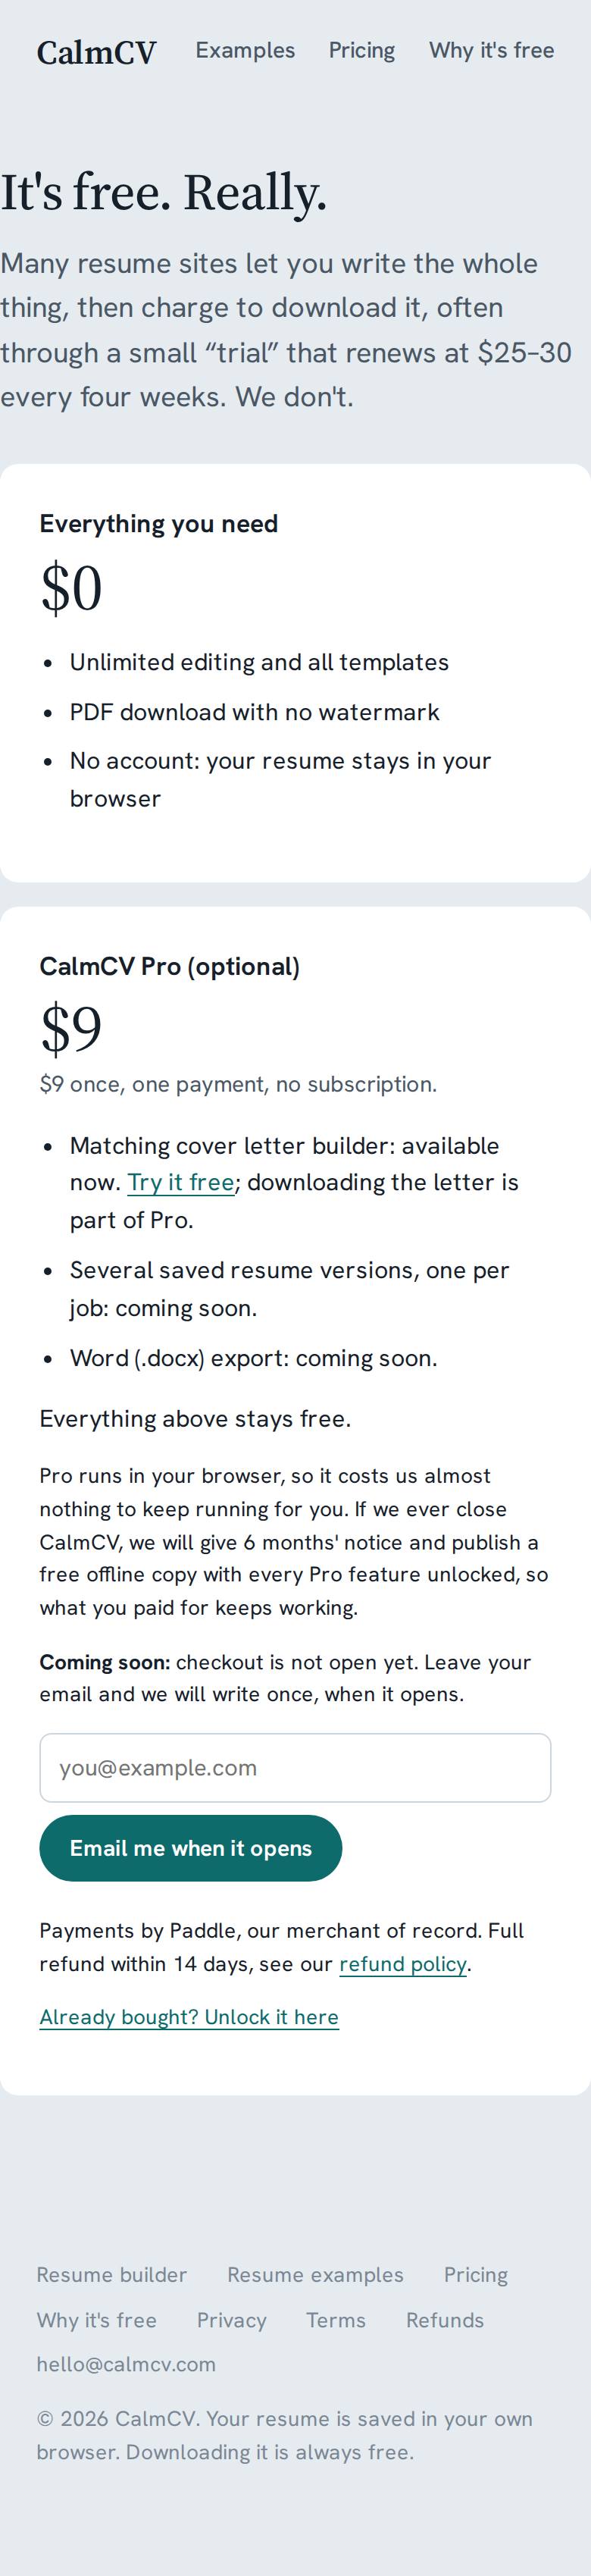 CalmCV Examples Pricing Why it's free
It's free. Really.
Many resume sites let you write the whole
thing, then charge to download it, often
through a small “trial” that renews at $25–30
every four weeks. We don't.
Everything you need
$0
• Unlimited editing and all templates
• PDF download with no watermark
• No account: your resume stays in your
browser
CalmCV Pro (optional)
$9
$9 once, one payment, no subscription.
• Matching cover letter builder: available
now. Try it free; downloading the letter is
part of Pro.
• Several saved resume versions, one per
job: coming soon.
• Word (.docx) export: coming soon.
Everything above stays free.
Pro runs in your browser, so it costs us almost
nothing to keep running for you. If we ever close
CalmCV, we will give 6 months' notice and publish a
free offline copy with every Pro feature unlocked, so
what you paid for keeps working.
Coming soon: checkout is not open yet. Leave your
email and we will write once, when it opens.
you@example.com
Email me when it opens
Payments by Paddle, our merchant of record. Full
refund within 14 days, see our refund policy.
Already bought? Unlock it here
Resume builder Resume examples Pricing
Why it's free Privacy Terms Refunds
hello@calmcv.com
© 2026 CalmCV. Your resume is saved in your own
browser. Downloading it is always free.